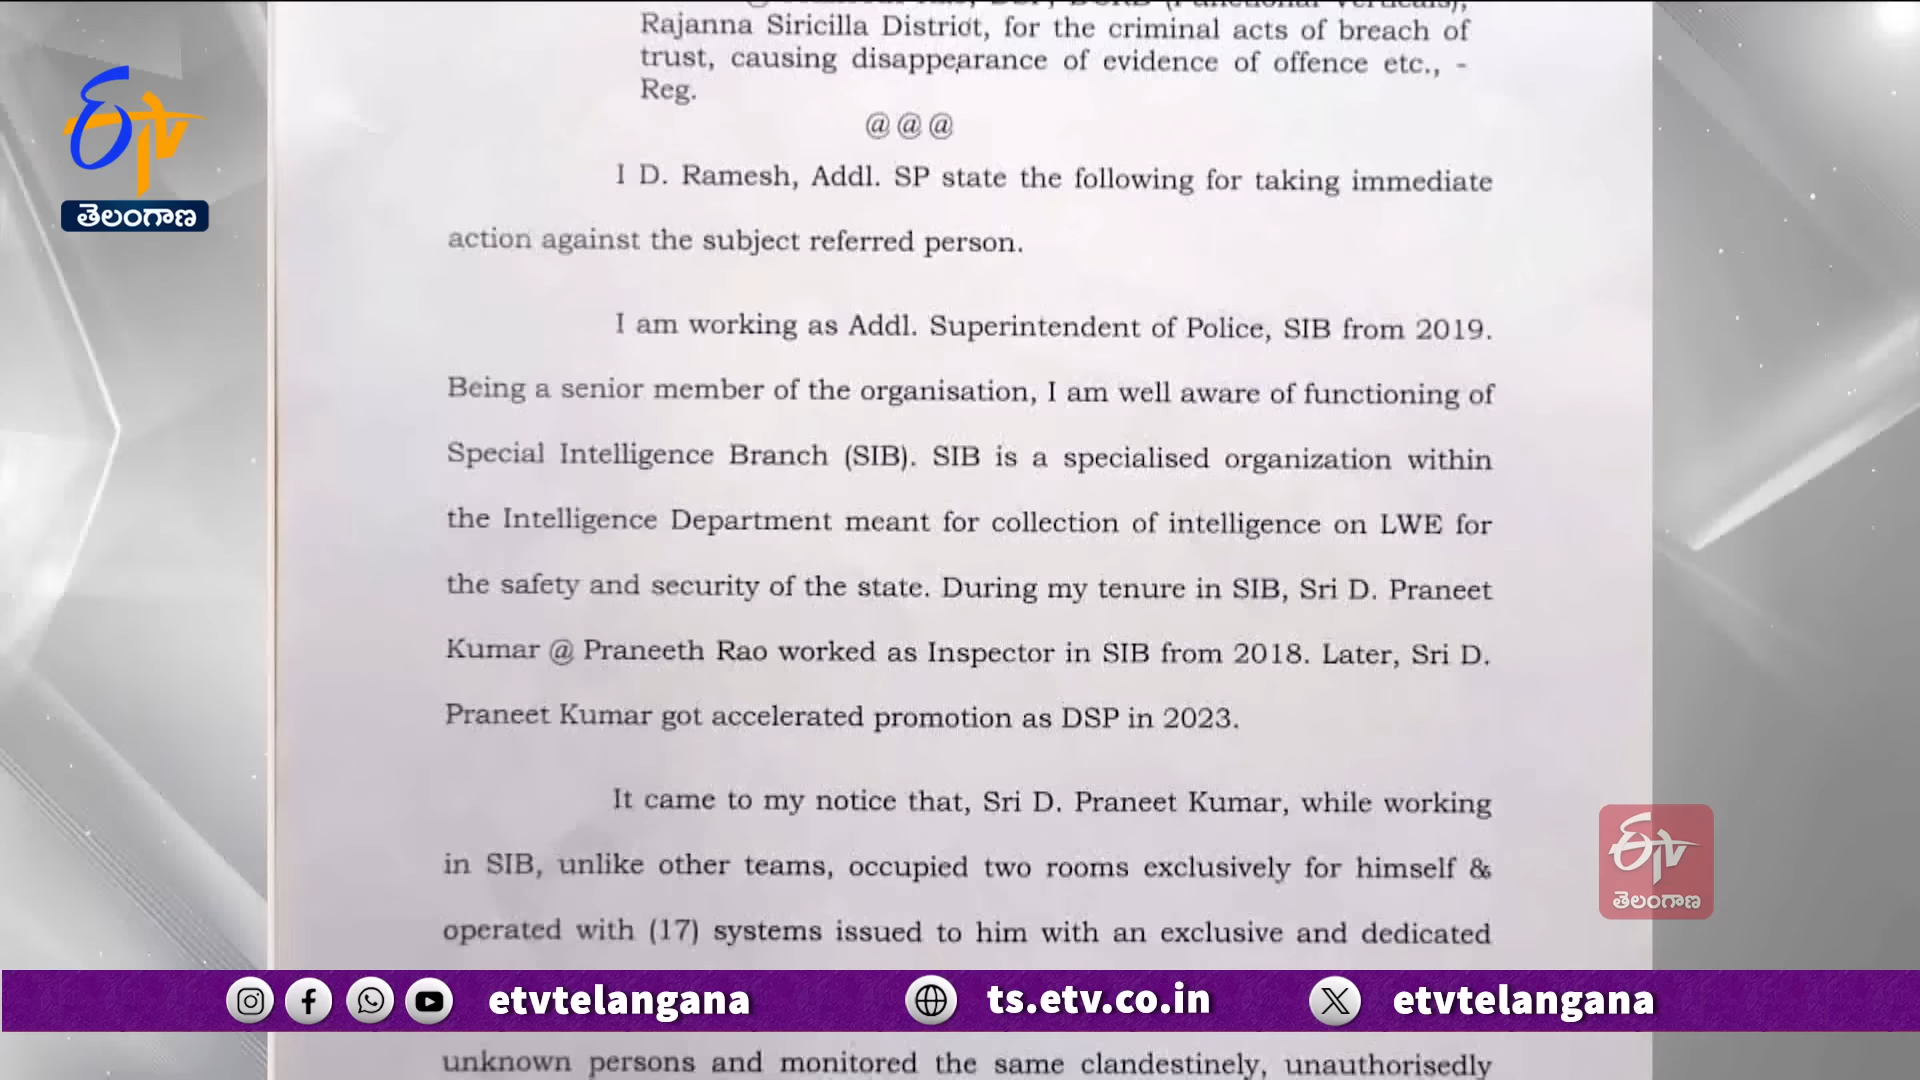 Rajanna Siricilla District, for the criminal acts of breach of
trust, causing disappearance of evidence of offence etc., -
Reg.
@@@
I D. Ramesh, Addl. SP state the following for taking immediate
action against the subject referred person.
I am working as Addl. Superintendent of Police, SIB from 2019.
Being a senior member of the organisation, I am well aware of functioning of
Special Intelligence Branch (SIB). SIB is a specialised organization within
the Intelligence Department meant for collection of intelligence on LWE for
the safety and security of the state. During my tenure in SIB, Sri D. Praneet
Kumar @ Praneeth Rao worked as Inspector in SIB from 2018. Later, Sri D.
Praneet Kumar got accelerated promotion as DSP in 2023.
It came to my notice that, Sri D. Praneet Kumar, while working
in SIB, unlike other teams, occupied two rooms exclusively for himself &
operated with (17) systems issued to him with an exclusive and dedicated
unknown persons and monitored the same clandestinely, unauthorisedly
ఈtv
తెలంగాణ
ఈtv
తెలంగాణ
etvtelangana
ts.etv.co.in
etvtelangana